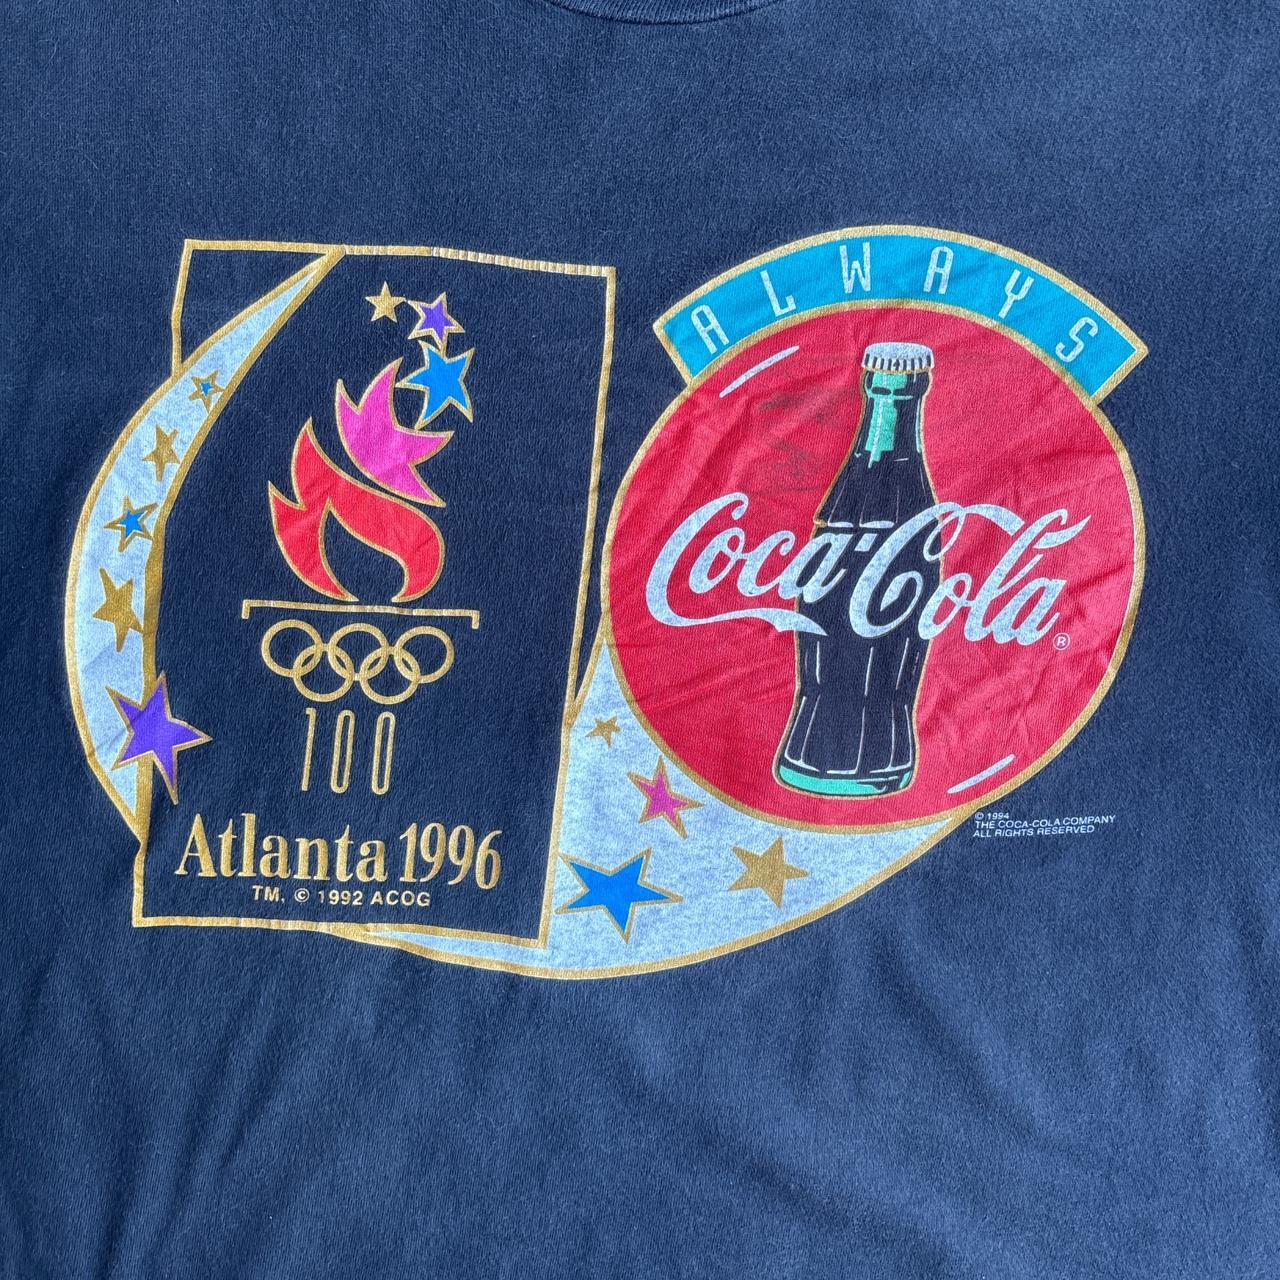 100
Atlanta 1996
TM, © 1992 ACOG
ALWAYS
Coca-Cola®
© 1994
THE COCA-COLA COMPANY
ALL RIGHTS RESERVED